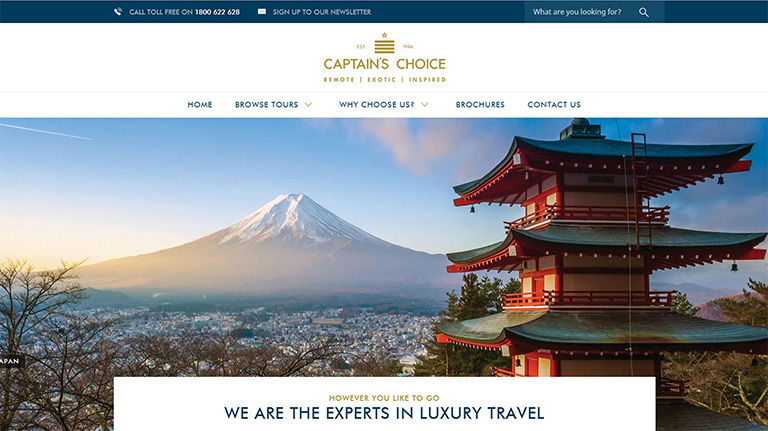 CALL TOLL FREE ON 1800 622 628 SIGN UP TO OUR NEWSLETTER What are you looking for?
EST. 1994
CAPTAIN'S CHOICE
REMOTE | EXOTIC | INSPIRED
HOME BROWSE TOURS WHY CHOOSE US? BROCHURES CONTACT US
APAN
HOWEVER YOU LIKE TO GO
WE ARE THE EXPERTS IN LUXURY TRAVEL